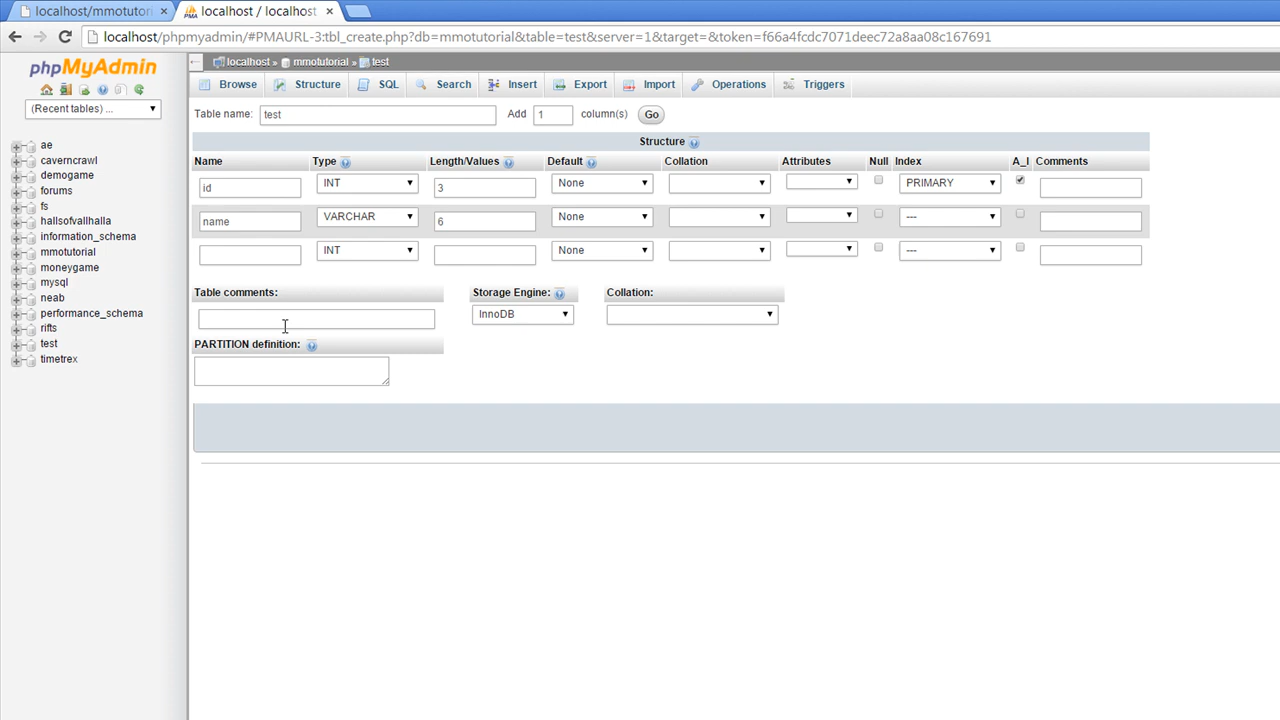 localhost/mmotutor
localhost / localhost
localhost/phpmyadmin/#PMAURL-3:tbl_create.php?db=mmotutorial&table=test&server=1&target=&token=f66a4fcdc7071deec72a8aa08c167691
phpMyAdmin
(Recent tables) ...
ae
caverncrawl
demogame
forums
fs
hallsofvallhalla
information_schema
mmotutorial
moneygame
mysql
neab
performance_schema
rifts
test
timetrex
localhost » mmotutorial » test
Browse Structure SQL Search Insert Export Import Operations Triggers
Table name: test Add 1 column(s) Go
Structure
Name Type Length/Values Default Collation Attributes Null Index A_I Comments
id INT 3 None PRIMARY
name VARCHAR 6 None ---
INT None ---
Table comments: Storage Engine: Collation:
InnoDB
PARTITION definition: